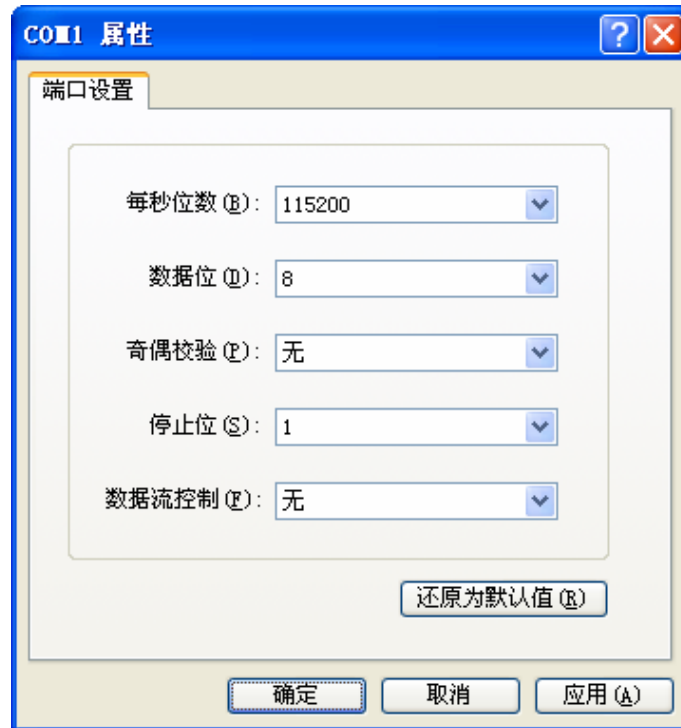 COM1 属性
端口设置
每秒位数(B): 115200
数据位(D): 8
奇偶校验(P): 无
停止位(S): 1
数据流控制(F): 无
还原为默认值(R)
确定 取消 应用(A)